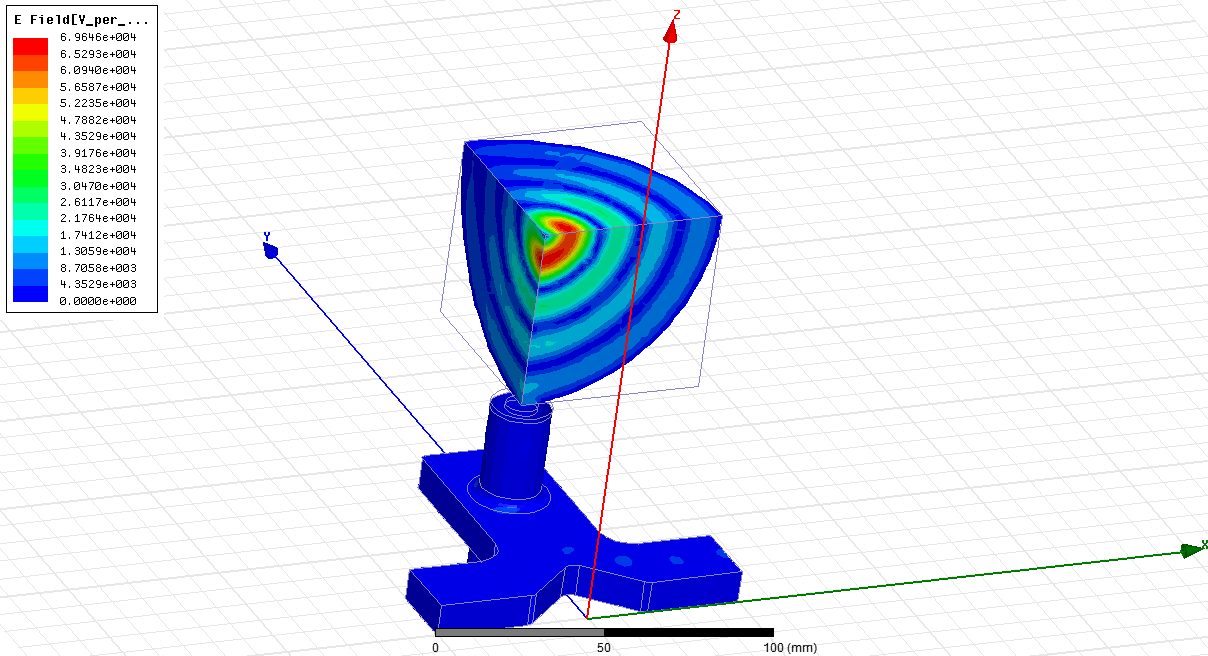 E Field[V_per_...
6.9646e+004
6.5293e+004
6.0940e+004
5.6587e+004
5.2235e+004
4.7882e+004
4.3529e+004
3.9176e+004
3.4823e+004
3.0470e+004
2.6117e+004
2.1764e+004
1.7412e+004
1.3059e+004
8.7058e+003
4.3529e+003
0.0000e+000
Z
Y
X
0 50 100 (mm)